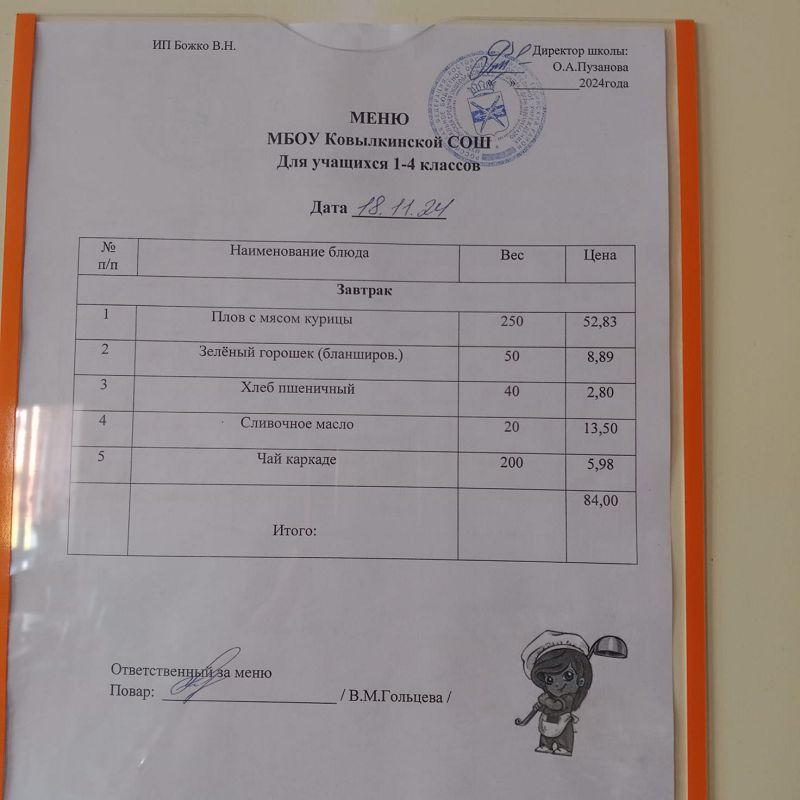 ИП Божко В.Н.
Директор школы:
О.А.Пузанова
__________2024года
МЕНЮ
МБОУ Ковылкинской СОШ
Для учащихся 1-4 классов
Дата 18.11.24
№ п/п Наименование блюда Вес Цена
Завтрак
1 Плов с мясом курицы 250 52,83
2 Зелёный горошек (бланширов.) 50 8,89
3 Хлеб пшеничный 40 2,80
4 Сливочное масло 20 13,50
5 Чай каркаде 200 5,98
84,00
Итого:
Ответственный за меню
Повар: ______________________ / В.М.Гольцева /